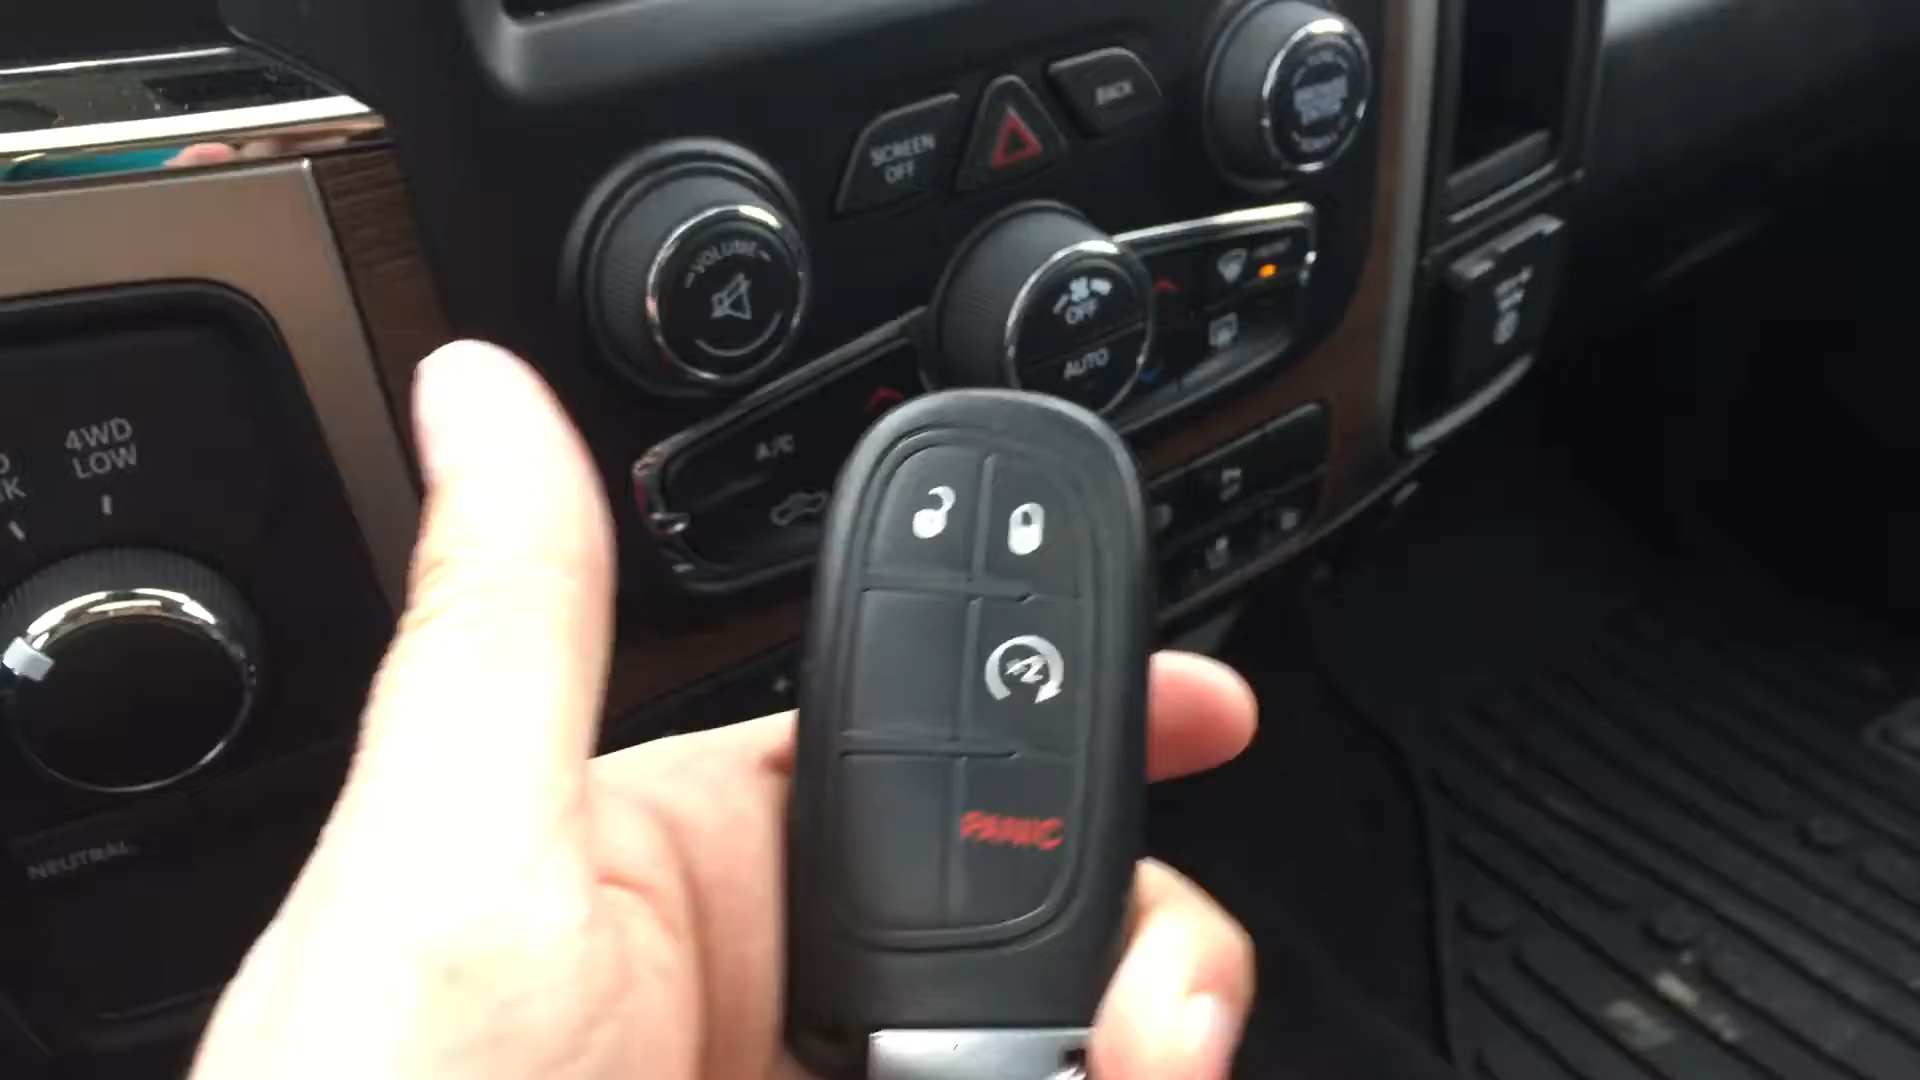 SCREEN
OFF
BACK
VOLUME
OFF
AUTO
A/C
4WD
LOW
NEUTRAL
PANIC